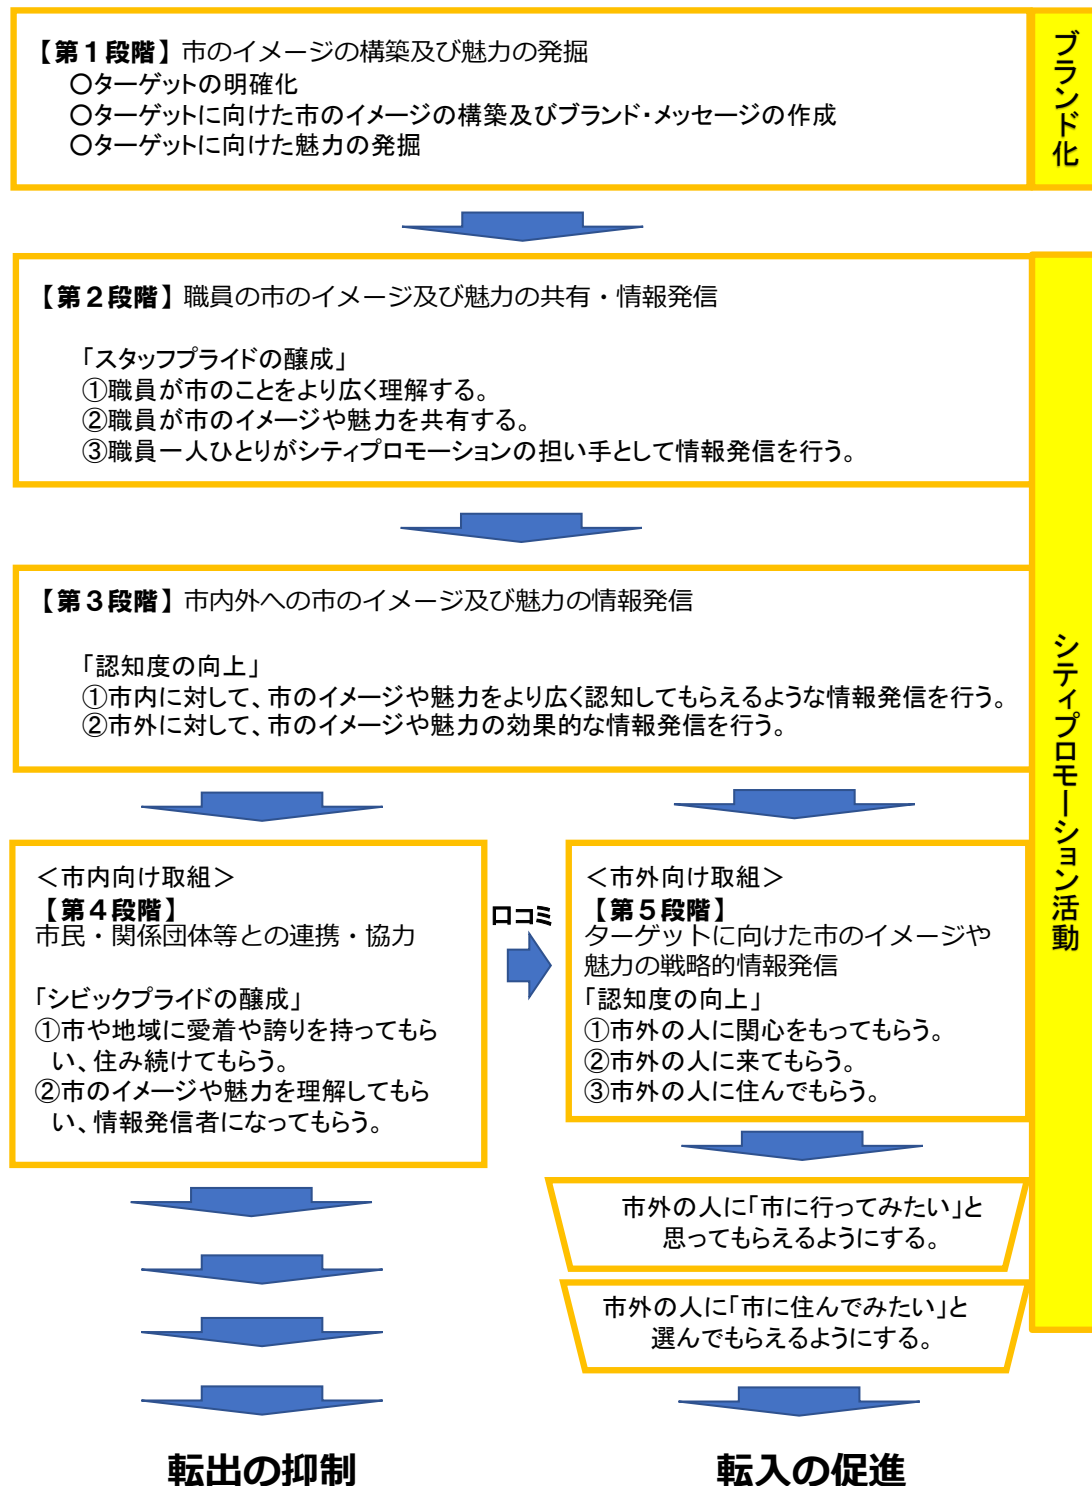 【第１段階】市のイメージの構築及び魅力の発掘
〇ターゲットの明確化
〇ターゲットに向けた市のイメージの構築及びブランド・メッセージの作成
〇ターゲットに向けた魅力の発掘
ブランド化
【第２段階】職員の市のイメージ及び魅力の共有・情報発信
「スタッフプライドの醸成」
①職員が市のことをより広く理解する。
②職員が市のイメージや魅力を共有する。
③職員一人ひとりがシティプロモーションの担い手として情報発信を行う。
シティプロモーション活動
【第３段階】市内外への市のイメージ及び魅力の情報発信
「認知度の向上」
①市内に対して、市のイメージや魅力をより広く認知してもらえるような情報発信を行う。
②市外に対して、市のイメージや魅力の効果的な情報発信を行う。
＜市内向け取組＞
【第４段階】
市民・関係団体等との連携・協力
「シビックプライドの醸成」
①市や地域に愛着や誇りを持ってもら
い、住み続けてもらう。
②市のイメージや魅力を理解してもら
い、情報発信者になってもらう。
口コミ
＜市外向け取組＞
【第５段階】
ターゲットに向けた市のイメージや
魅力の戦略的情報発信
「認知度の向上」
①市外の人に関心をもってもらう。
②市外の人に来てもらう。
③市外の人に住んでもらう。
市外の人に「市に行ってみたい」と
思ってもらえるようにする。
市外の人に「市に住んでみたい」と
選んでもらえるようにする。
転出の抑制
転入の促進